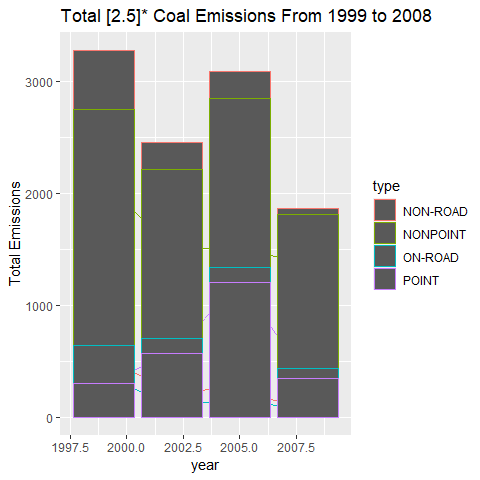 Total [2.5]* Coal Emissions From 1999 to 2008
Total Emissions
3000
2000
1000
0
1997.5 2000.0 2002.5 2005.0 2007.5
year
type
NON-ROAD
NONPOINT
ON-ROAD
POINT